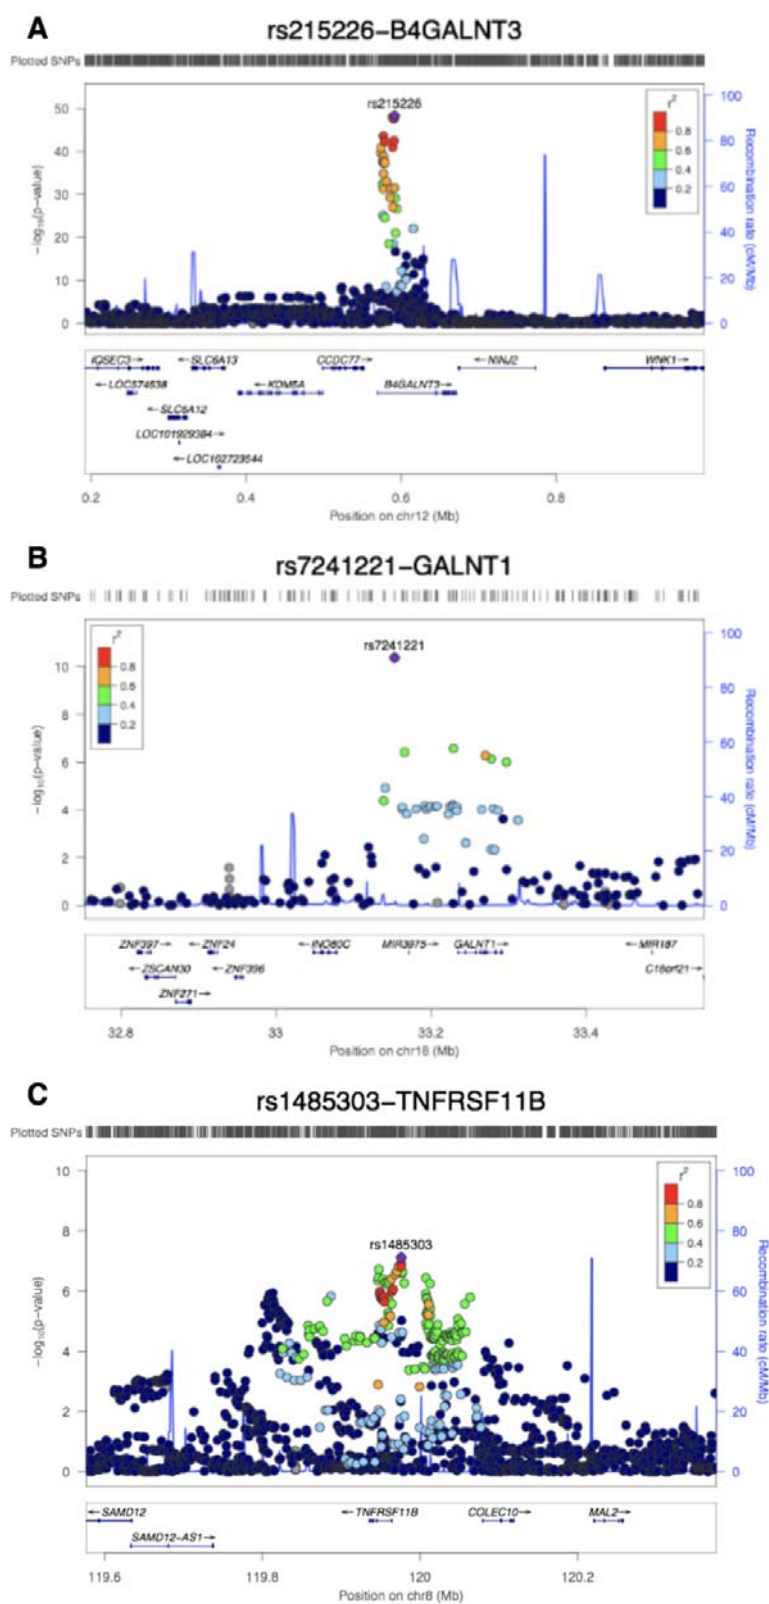 A
rs215226−B4GALNT3
Plotted SNPs
rs215226
r2
0.8
0.6
0.4
0.2
50
40
30
20
10
0
−log10(p−value)
100
80
60
40
20
0
Recombination rate (cM/Mb)
IQSEC3→ ←SLC6A13 CCDC77→ ←NINJ2 WNK1→
←LOC574538 ←KDM5A B4GALNT3→
←SLC6A12
LOC101929384→
←LOC102723544
0.2 0.4 0.6 0.8
Position on chr12 (Mb)
B
rs7241221−GALNT1
Plotted SNPs
rs7241221
r2
0.8
0.6
0.4
0.2
10
8
6
4
2
0
−log10(p−value)
100
80
60
40
20
0
Recombination rate (cM/Mb)
ZNF397→ ←ZNF24 ←INO80C MIR3975→ GALNT1→ ←MIR187
←ZSCAN30 ←ZNF396 C18orf21→
ZNF271→
32.8 33 33.2 33.4
Position on chr18 (Mb)
C
rs1485303−TNFRSF11B
Plotted SNPs
rs1485303
r2
0.8
0.6
0.4
0.2
10
8
6
4
2
0
−log10(p−value)
100
80
60
40
20
0
Recombination rate (cM/Mb)
←SAMD12 ←TNFRSF11B COLEC10→ MAL2→
SAMD12−AS1→
119.6 119.8 120 120.2
Position on chr8 (Mb)